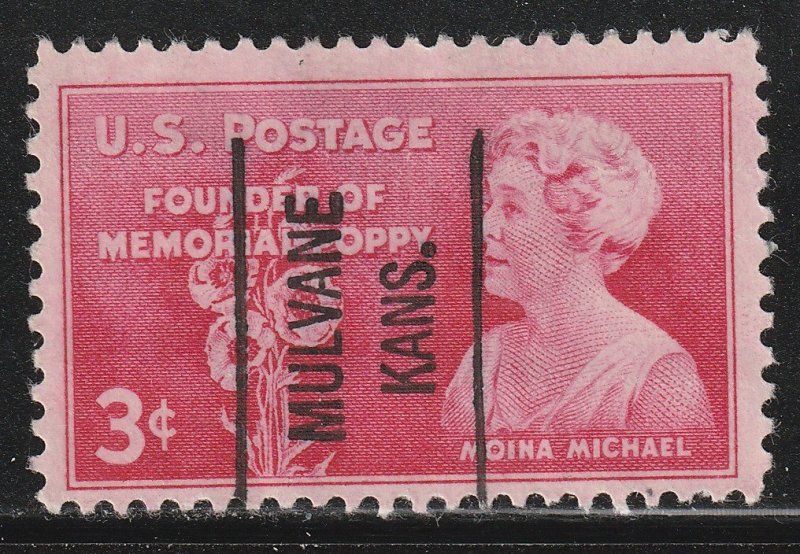 U.S. POSTAGE
FOUNDER OF
MEMORIAL POPPY
3¢
MOINA MICHAEL
MULVANE
KANS.